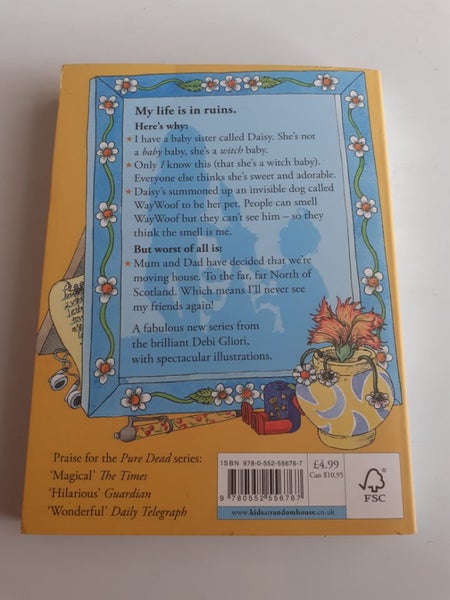 My life is in ruins.
Here's why:
★ I have a baby sister called Daisy. She's not
a baby baby, she's a witch baby.
★ Only I know this (that she's a witch baby).
Everyone else thinks she's sweet and adorable.
★ Daisy's summoned up an invisible dog called
WayWoof to be her pet. People can smell
WayWoof but they can't see him – so they
think the smell is me.
But worst of all is:
★ Mum and Dad have decided that we're
moving house. To the far, far North of
Scotland. Which means I'll never see
my friends again!
A fabulous new series from
the brilliant Debi Gliori,
with spectacular illustrations.
Praise for the Pure Dead series:
'Magical' The Times
'Hilarious' Guardian
'Wonderful' Daily Telegraph
ISBN 978-0-552-55676-7
9 780552 556767
£4.99
Can $10.95
FSC
www.kidsatrandomhouse.co.uk